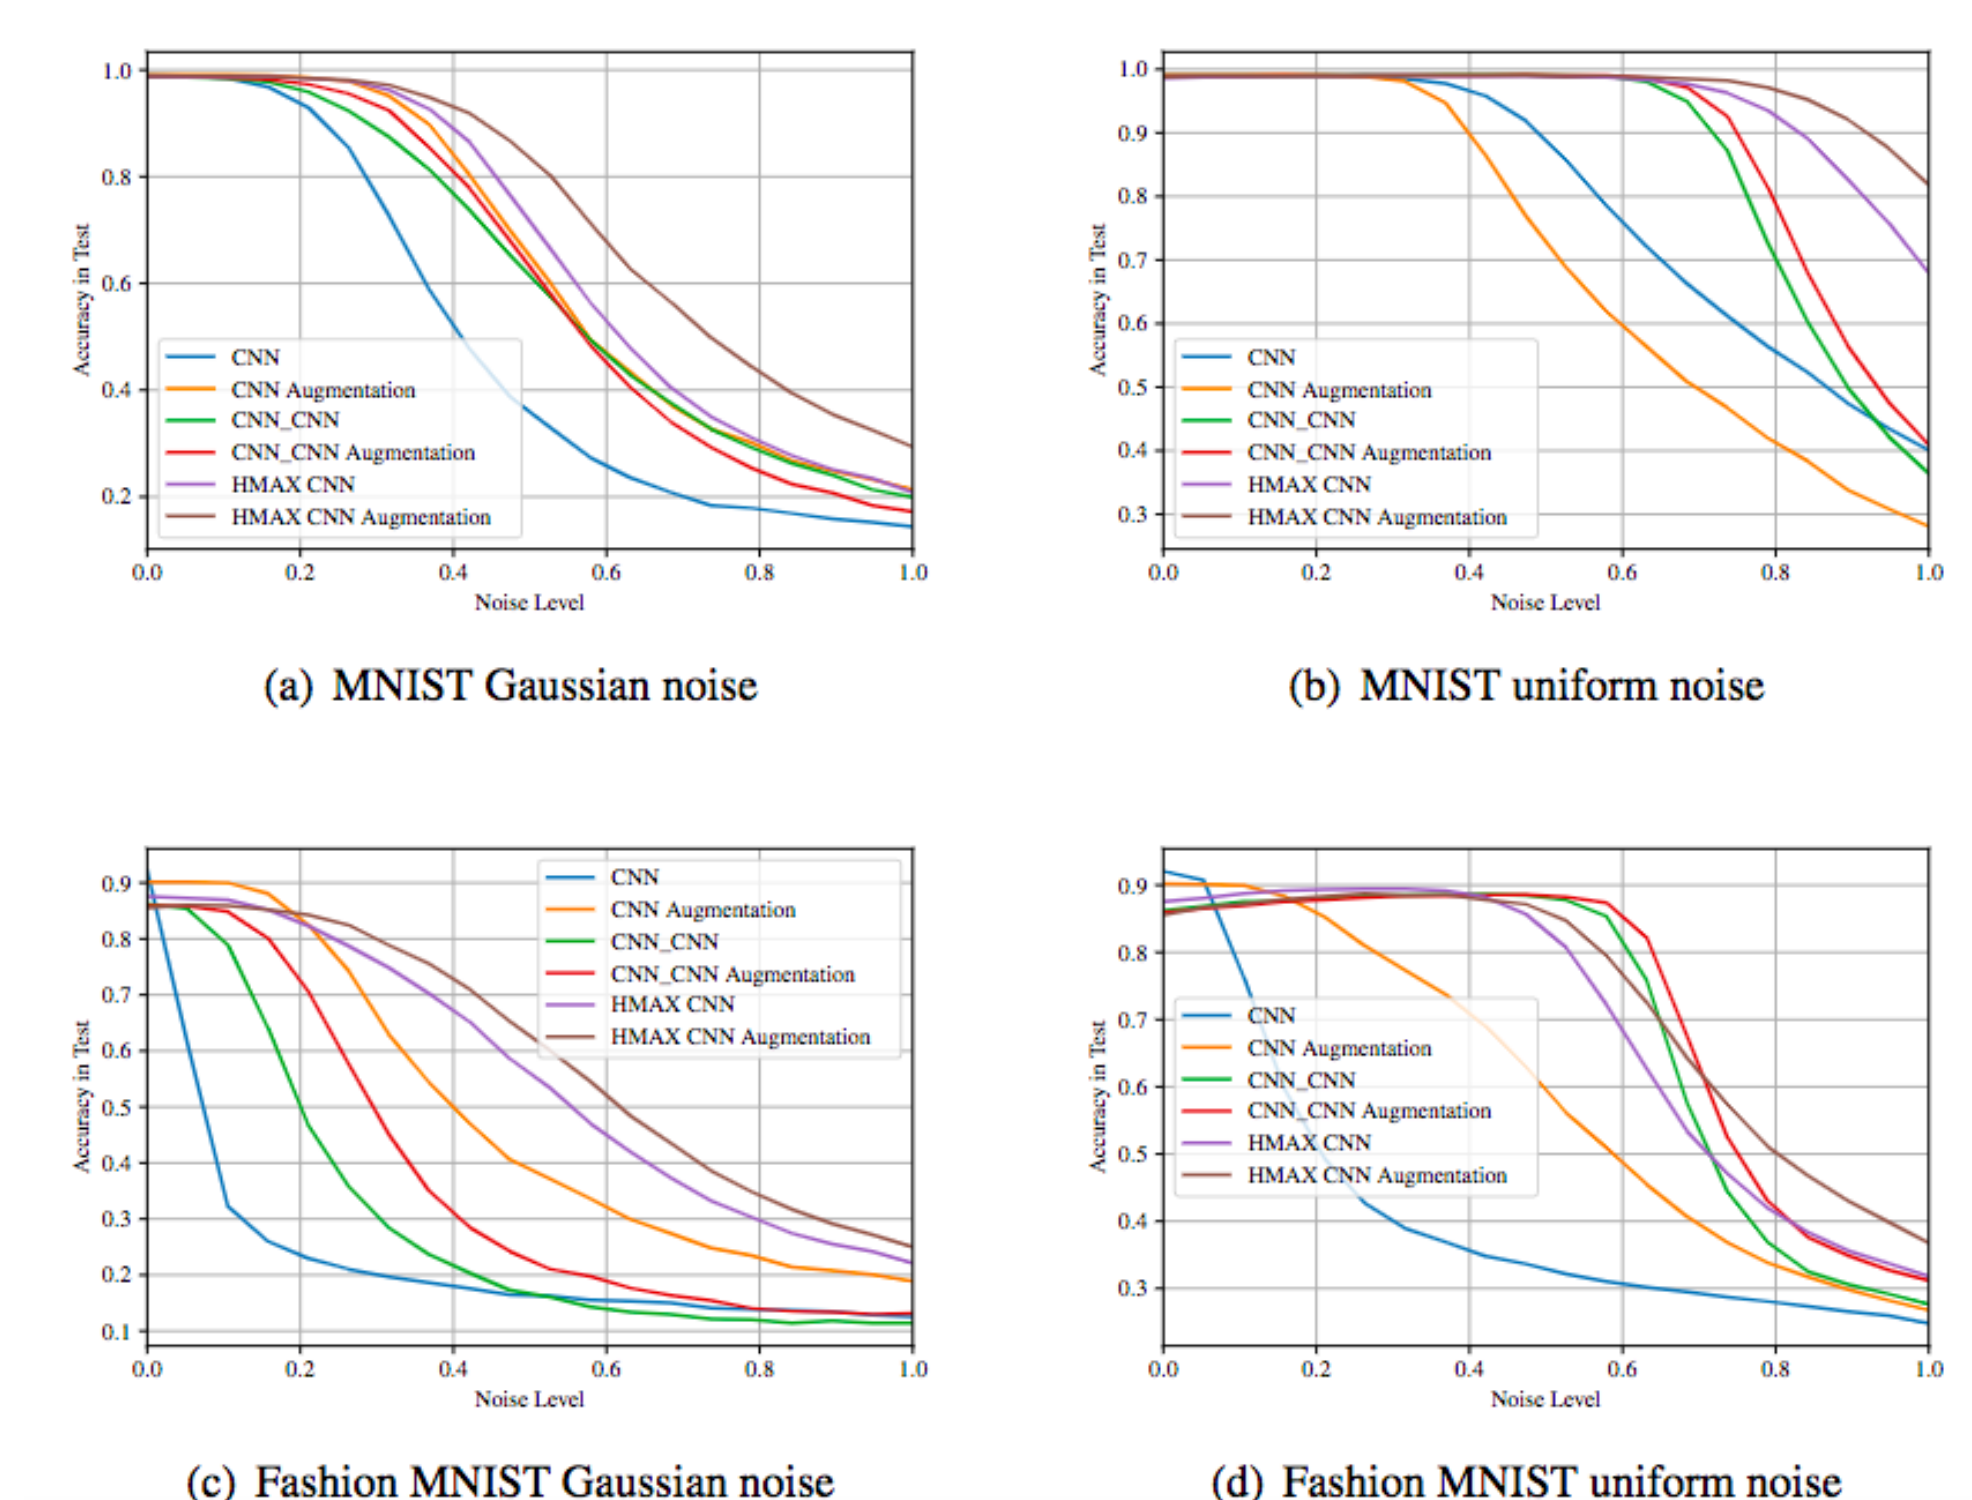 1.0
0.8
0.6
0.4
0.2
Accuracy in Test
CNN
CNN Augmentation
CNN_CNN
CNN_CNN Augmentation
HMAX CNN
HMAX CNN Augmentation
0.0 0.2 0.4 0.6 0.8 1.0
Noise Level
(a) MNIST Gaussian noise
1.0
0.9
0.8
0.7
0.6
0.5
0.4
0.3
Accuracy in Test
CNN
CNN Augmentation
CNN_CNN
CNN_CNN Augmentation
HMAX CNN
HMAX CNN Augmentation
0.0 0.2 0.4 0.6 0.8 1.0
Noise Level
(b) MNIST uniform noise
0.9
0.8
0.7
0.6
0.5
0.4
0.3
0.2
0.1
Accuracy in Test
CNN
CNN Augmentation
CNN_CNN
CNN_CNN Augmentation
HMAX CNN
HMAX CNN Augmentation
0.0 0.2 0.4 0.6 0.8 1.0
Noise Level
(c) Fashion MNIST Gaussian noise
0.9
0.8
0.7
0.6
0.5
0.4
0.3
Accuracy in Test
CNN
CNN Augmentation
CNN_CNN
CNN_CNN Augmentation
HMAX CNN
HMAX CNN Augmentation
0.0 0.2 0.4 0.6 0.8 1.0
Noise Level
(d) Fashion MNIST uniform noise